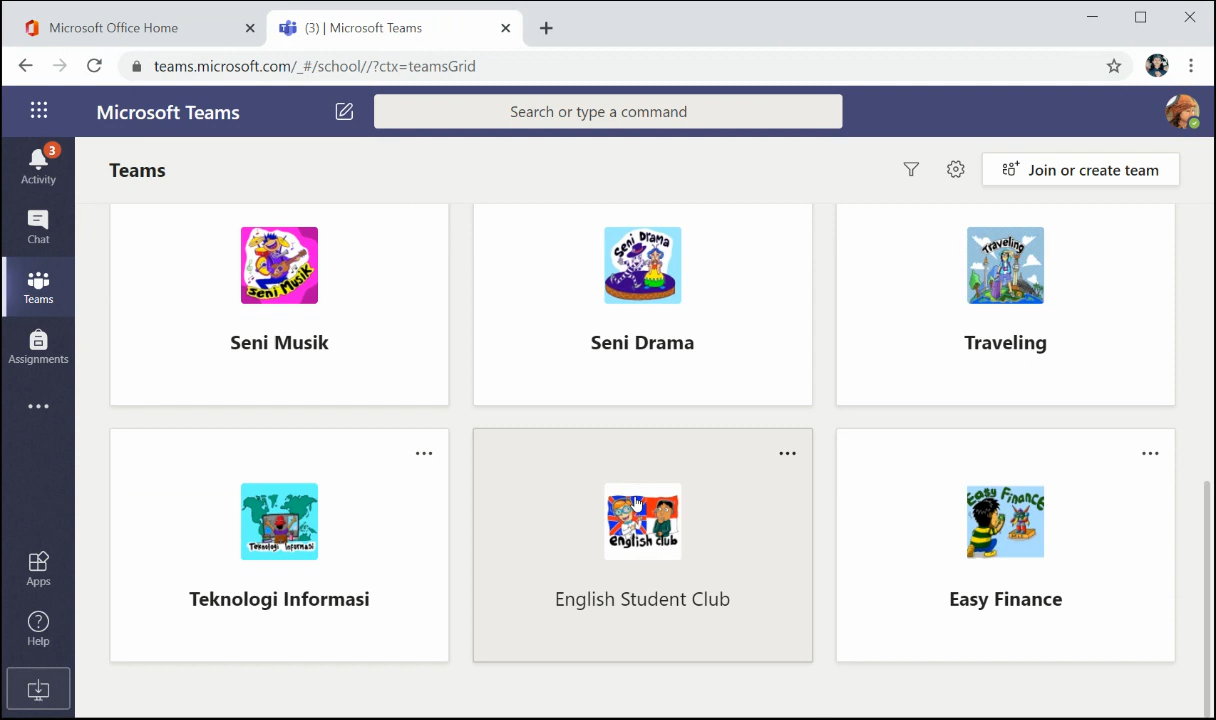 Microsoft Office Home
(3) | Microsoft Teams
teams.microsoft.com/_#/school//?ctx=teamsGrid
Microsoft Teams
Search or type a command
3
Activity
Chat
Teams
Assignments
Apps
Help
Teams
Join or create team
Seni Musik
Seni Musik
Seni Drama
Seni Drama
Traveling
Traveling
Teknologi Informasi
Teknologi Informasi
english club
English Student Club
Easy Finance
Easy Finance